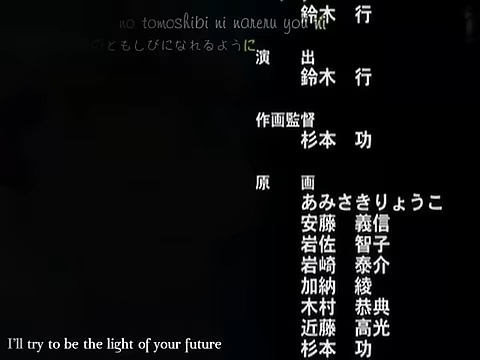 鈴木 行
no tomoshibi ni nareru you ni
のともしびになれるように
演 出
鈴木 行
作画監督
杉本 功
原 画
あみさきりょうこ
安藤 義信
岩佐 智子
岩崎 泰介
加納 綾
木村 恭典
近藤 高光
杉本 功
I'll try to be the light of your future